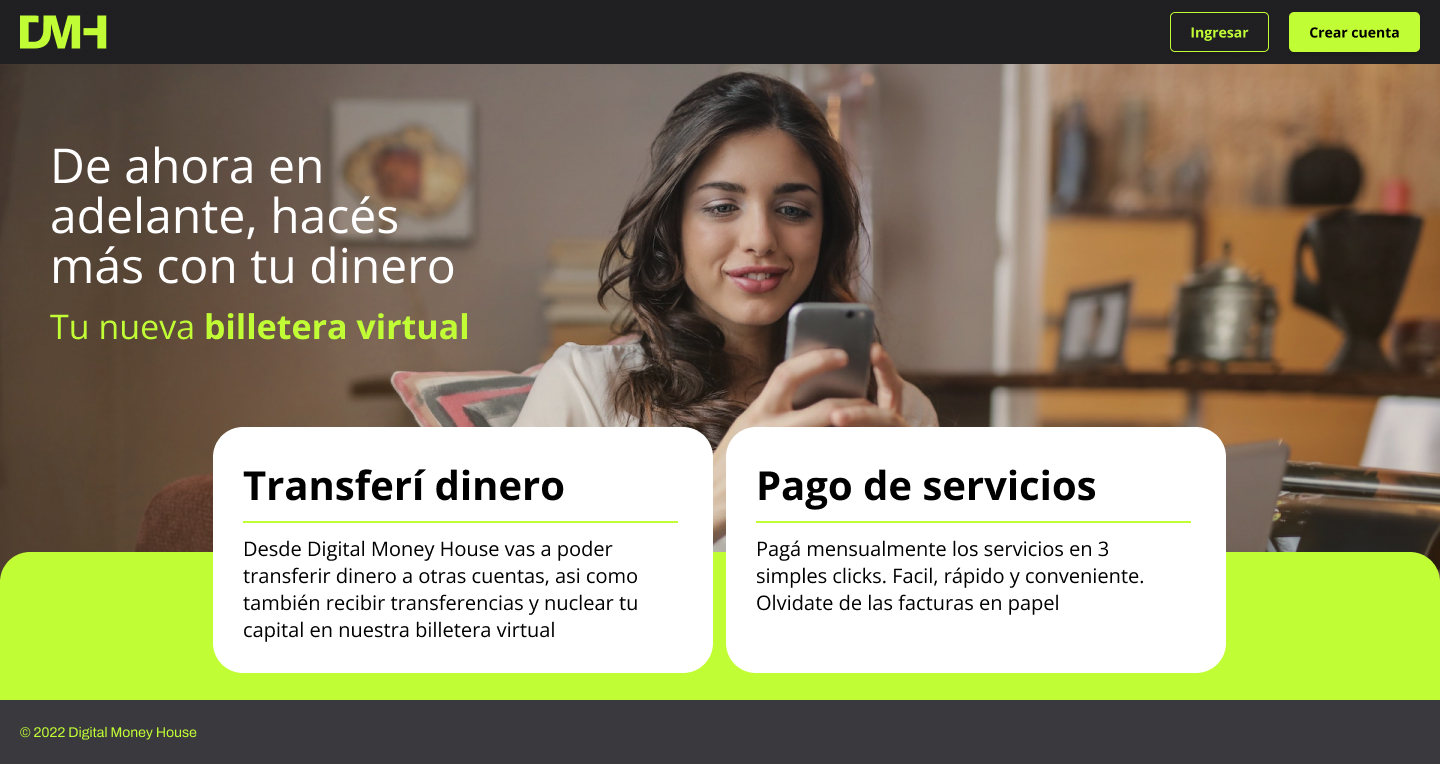 DMH
Ingresar
Crear cuenta
De ahora en
adelante, hacés
más con tu dinero
Tu nueva billetera virtual
Transferí dinero
Desde Digital Money House vas a poder
transferir dinero a otras cuentas, asi como
también recibir transferencias y nuclear tu
capital en nuestra billetera virtual
Pago de servicios
Pagá mensualmente los servicios en 3
simples clicks. Facil, rápido y conveniente.
Olvidate de las facturas en papel
© 2022 Digital Money House